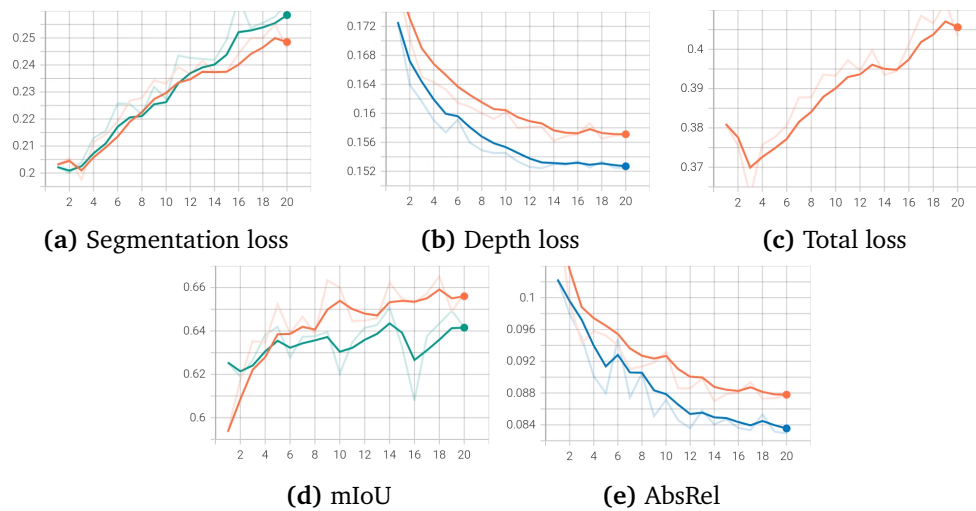 0.25
0.24
0.23
0.22
0.21
0.2
2 4 6 8 10 12 14 16 18 20
(a) Segmentation loss
0.172
0.168
0.164
0.16
0.156
0.152
2 4 6 8 10 12 14 16 18 20
(b) Depth loss
0.4
0.39
0.38
0.37
2 4 6 8 10 12 14 16 18 20
(c) Total loss
0.66
0.64
0.62
0.6
2 4 6 8 10 12 14 16 18 20
(d) mIoU
0.1
0.096
0.092
0.088
0.084
2 4 6 8 10 12 14 16 18 20
(e) AbsRel